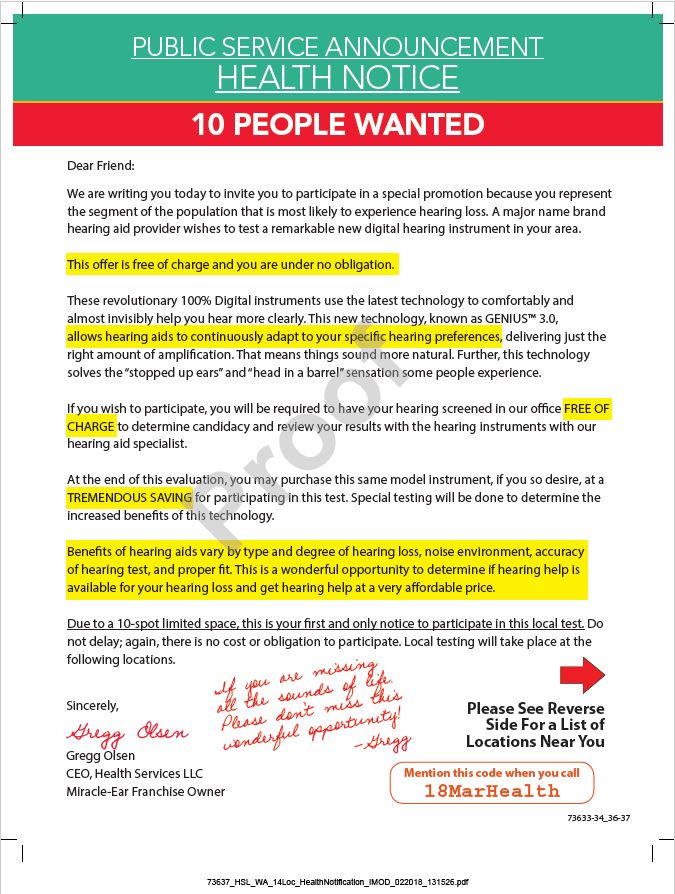 PUBLIC SERVICE ANNOUNCEMENT
HEALTH NOTICE
10 PEOPLE WANTED
Dear Friend:
We are writing you today to invite you to participate in a special promotion because you represent
the segment of the population that is most likely to experience hearing loss. A major name brand
hearing aid provider wishes to test a remarkable new digital hearing instrument in your area.
This offer is free of charge and you are under no obligation.
These revolutionary 100% Digital instruments use the latest technology to comfortably and
almost invisibly help you hear more clearly. This new technology, known as GENIUS™ 3.0,
allows hearing aids to continuously adapt to your specific hearing preferences, delivering just the
right amount of amplification. That means things sound more natural. Further, this technology
solves the “stopped up ears” and “head in a barrel” sensation some people experience.
If you wish to participate, you will be required to have your hearing screened in our office FREE OF
CHARGE to determine candidacy and review your results with the hearing instruments with our
hearing aid specialist.
At the end of this evaluation, you may purchase this same model instrument, if you so desire, at a
TREMENDOUS SAVING for participating in this test. Special testing will be done to determine the
increased benefits of this technology.
Benefits of hearing aids vary by type and degree of hearing loss, noise environment, accuracy
of hearing test, and proper fit. This is a wonderful opportunity to determine if hearing help is
available for your hearing loss and get hearing help at a very affordable price.
Due to a 10-spot limited space, this is your first and only notice to participate in this local test. Do
not delay; again, there is no cost or obligation to participate. Local testing will take place at the
following locations.
Sincerely,
Gregg Olsen
Gregg Olsen
CEO, Health Services LLC
Miracle-Ear Franchise Owner
If you are missing
all the sounds of life.
Please don't miss this
wonderful opportunity!
–Gregg
Please See Reverse
Side For a List of
Locations Near You
Mention this code when you call
18MarHealth
73633-34_36-37
Proof
73637_HSL_WA_14Loc_HealthNotification_IMOD_022018_131526.pdf